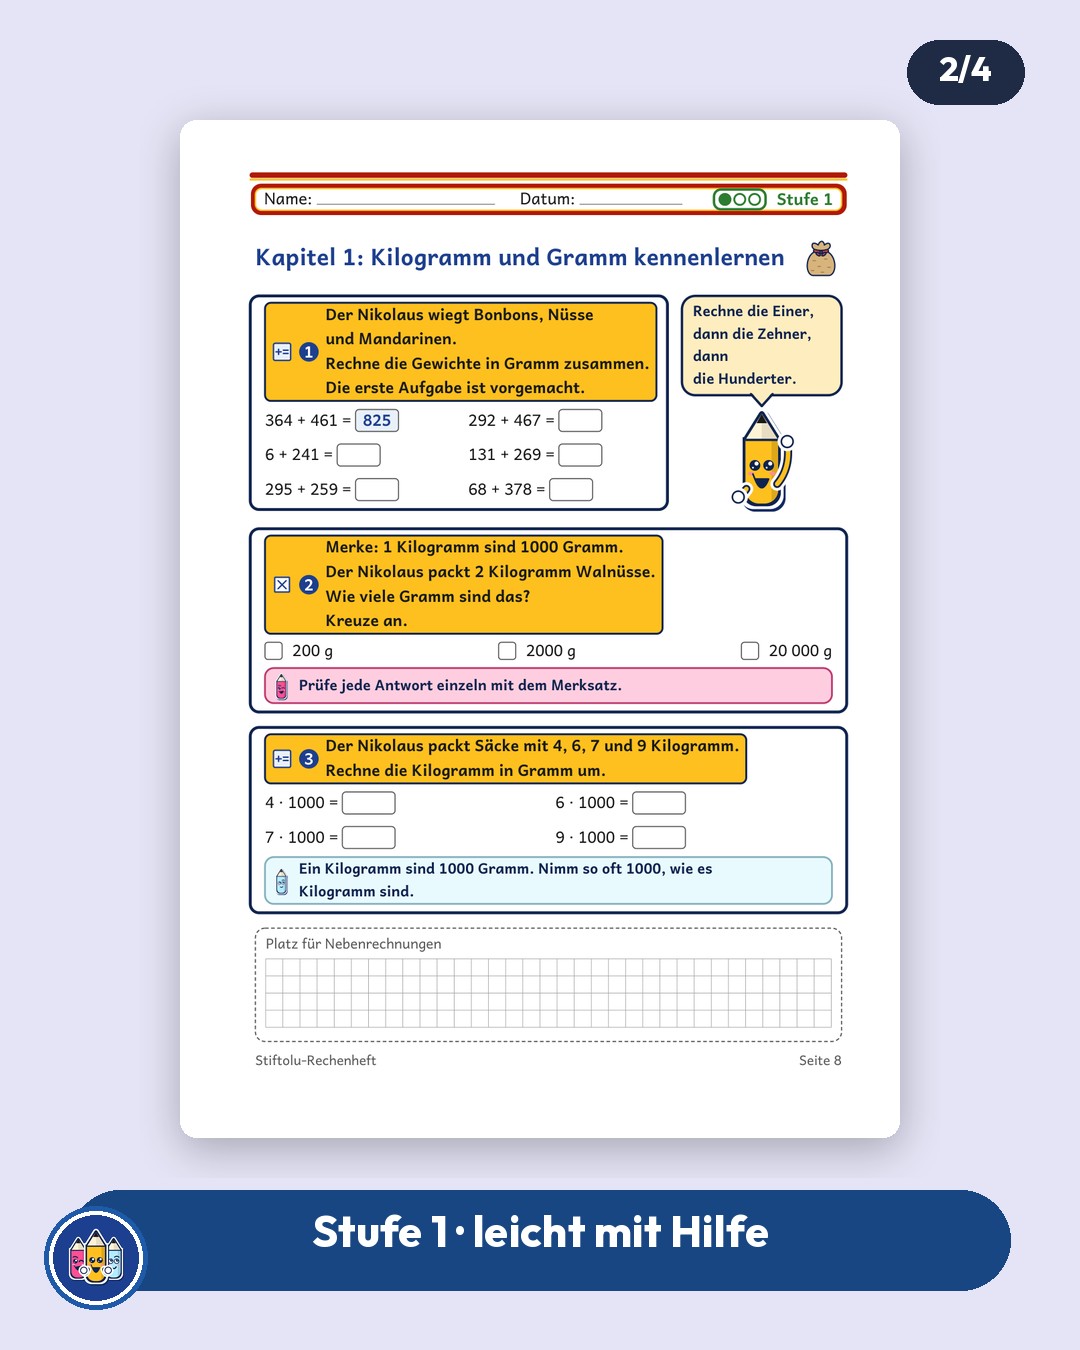 2/4
Name: Datum: Stufe 1
Kapitel 1: Kilogramm und Gramm kennenlernen
1
Der Nikolaus wiegt Bonbons, Nüsse
und Mandarinen.
Rechne die Gewichte in Gramm zusammen.
Die erste Aufgabe ist vorgemacht.
364 + 461 = 825 292 + 467 =
6 + 241 = 131 + 269 =
295 + 259 = 68 + 378 =
Rechne die Einer,
dann die Zehner,
dann
die Hunderter.
2
Merke: 1 Kilogramm sind 1000 Gramm.
Der Nikolaus packt 2 Kilogramm Walnüsse.
Wie viele Gramm sind das?
Kreuze an.
200 g 2000 g 20 000 g
Prüfe jede Antwort einzeln mit dem Merksatz.
3
Der Nikolaus packt Säcke mit 4, 6, 7 und 9 Kilogramm.
Rechne die Kilogramm in Gramm um.
4 · 1000 = 6 · 1000 =
7 · 1000 = 9 · 1000 =
Ein Kilogramm sind 1000 Gramm. Nimm so oft 1000, wie es
Kilogramm sind.
Platz für Nebenrechnungen
Stiftolu-Rechenheft Seite 8
Stufe 1 · leicht mit Hilfe